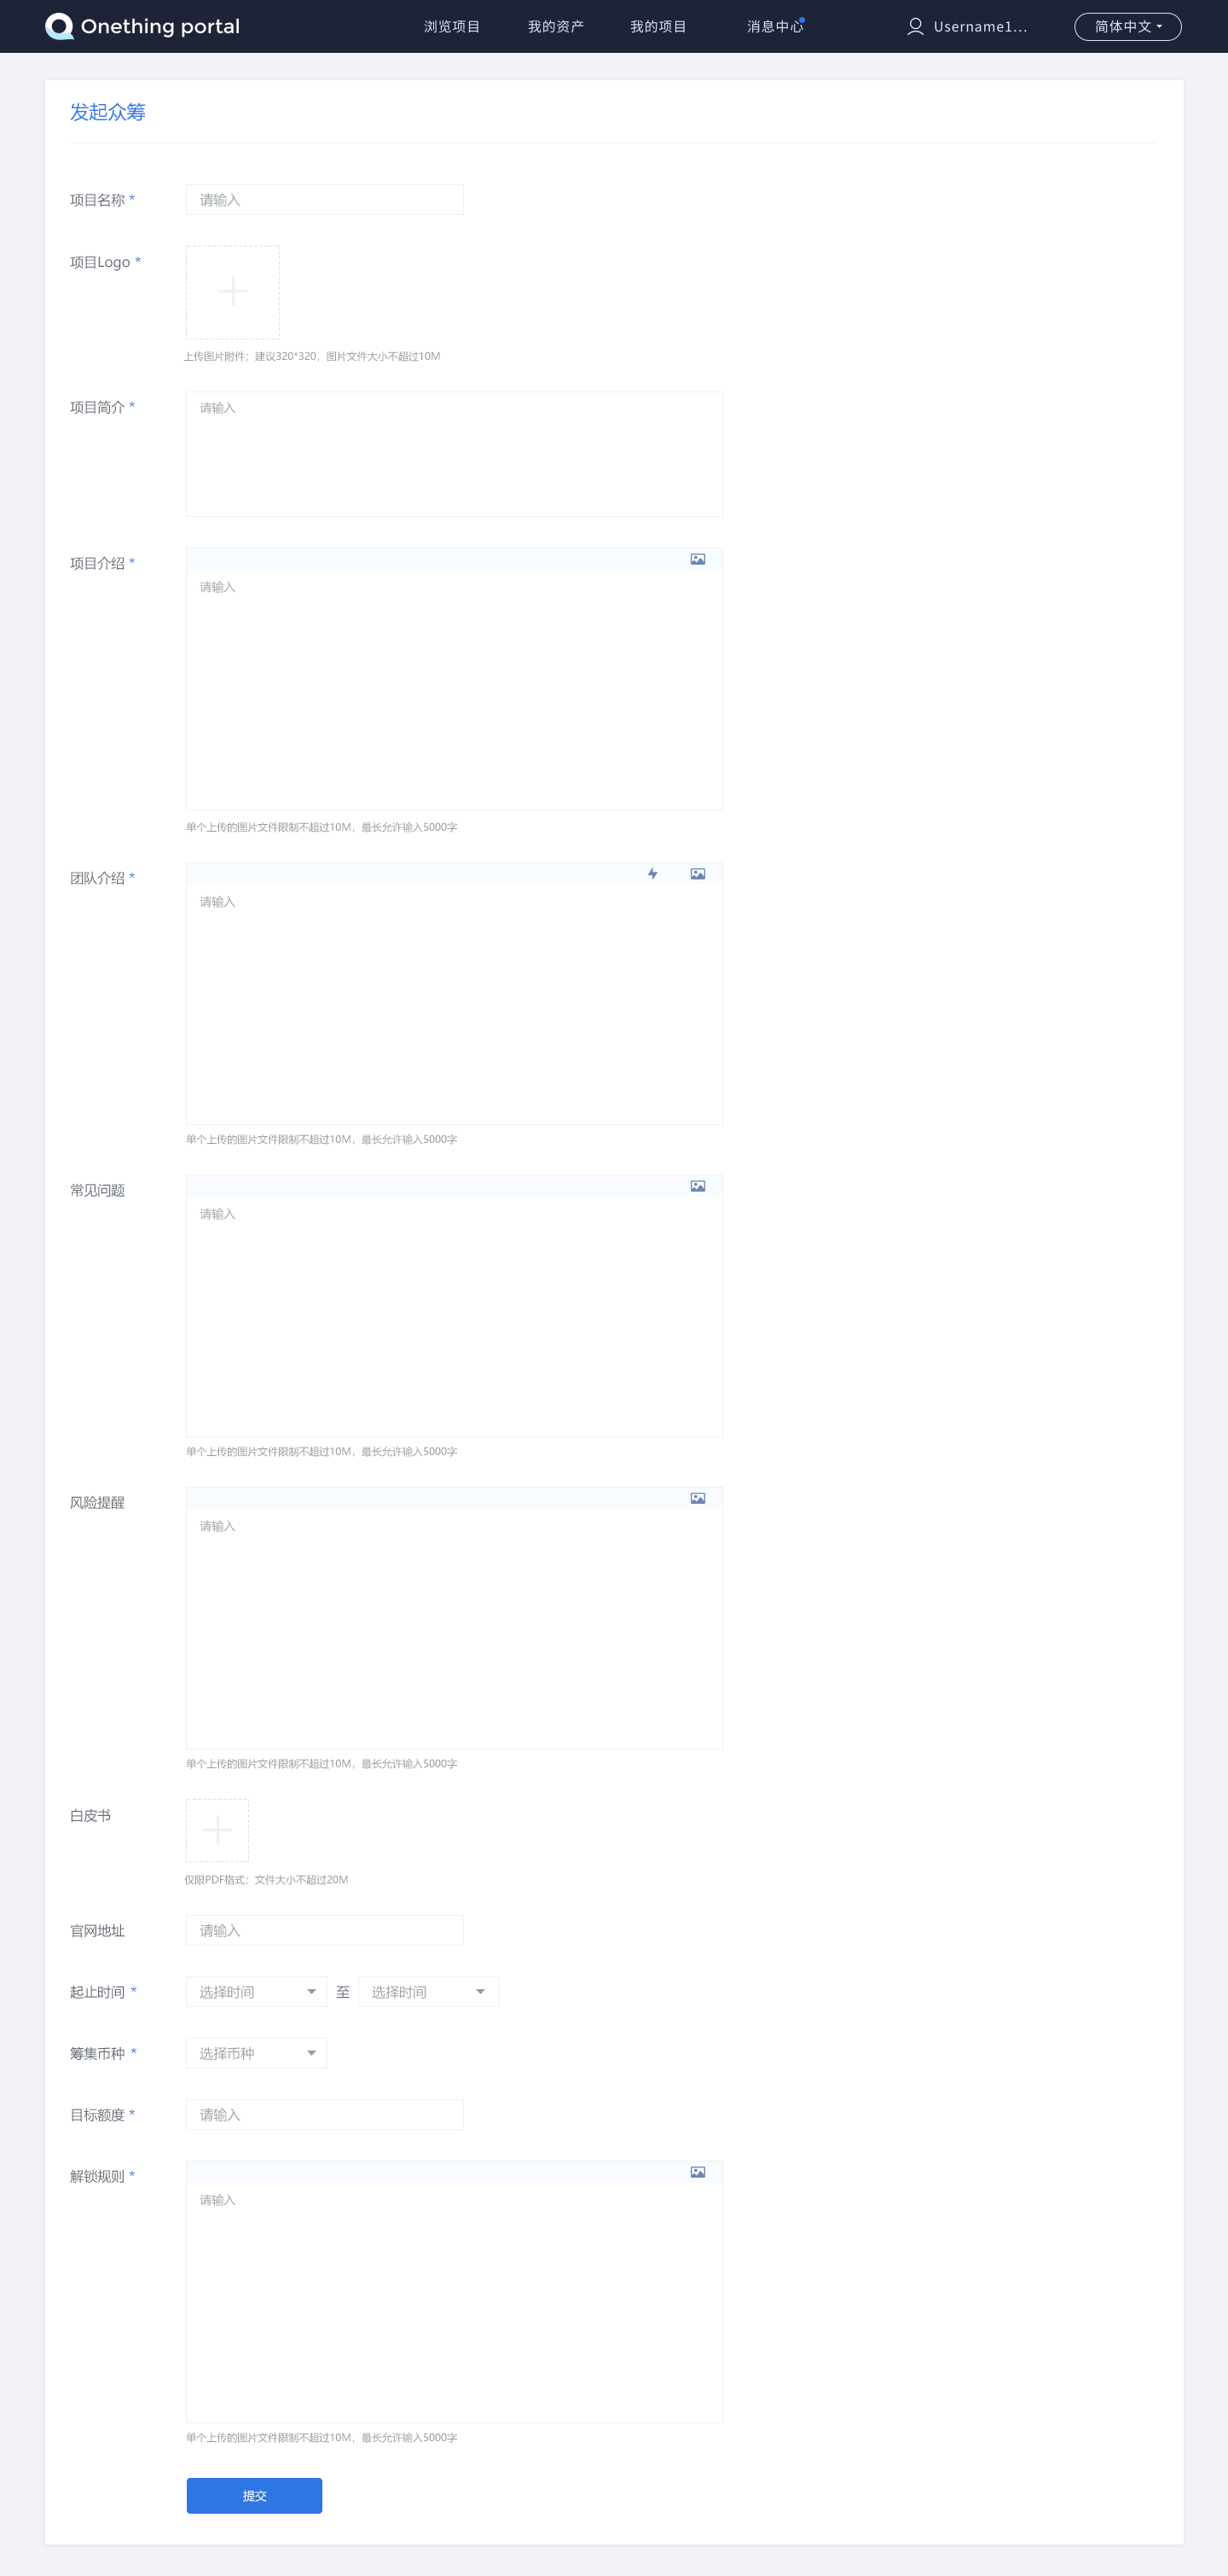 Onething portal 浏览项目 我的资产 我的项目 消息中心 Username1... 简体中文
发起众筹
项目名称 * 请输入
项目Logo *
上传图片附件；建议320*320，图片文件大小不超过10M
项目简介 * 请输入
项目介绍 *
请输入
单个上传的图片文件限制不超过10M，最长允许输入5000字
团队介绍 *
请输入
单个上传的图片文件限制不超过10M，最长允许输入5000字
常见问题
请输入
单个上传的图片文件限制不超过10M，最长允许输入5000字
风险提醒
请输入
单个上传的图片文件限制不超过10M，最长允许输入5000字
白皮书
仅限PDF格式；文件大小不超过20M
官网地址 请输入
起止时间 * 选择时间 至 选择时间
筹集币种 * 选择币种
目标额度 * 请输入
解锁规则 *
请输入
单个上传的图片文件限制不超过10M，最长允许输入5000字
提交